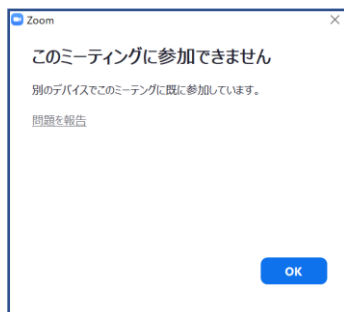 Zoom
このミーティングに参加できません
別のデバイスでこのミーテングに既に参加しています。
問題を報告
OK